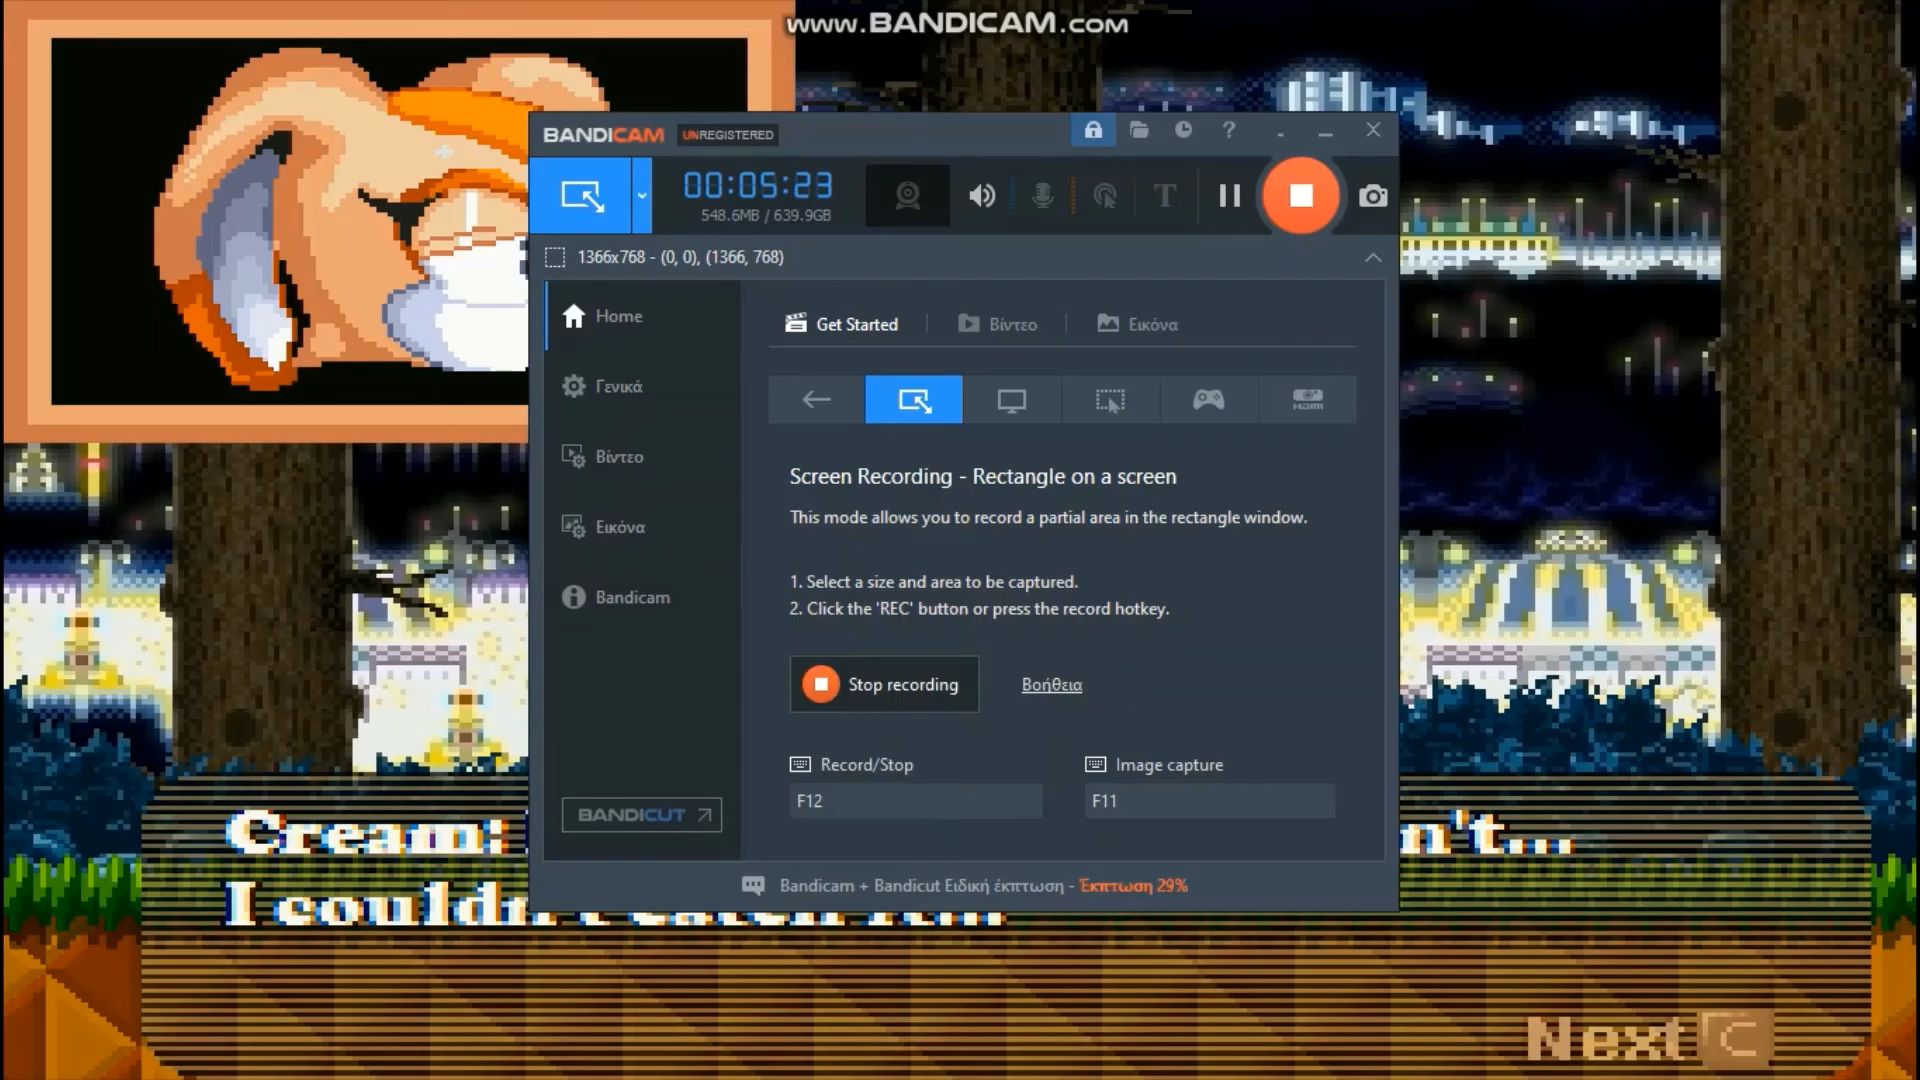 www.BANDICAM.com
BANDICAM UNREGISTERED
00:05:23
548.6MB / 639.9GB
T
1366x768 - (0, 0), (1366, 768)
Home
Γενικά
Βίντεο
Εικόνα
Bandicam
BANDICUT
Get Started
Βίντεο
Εικόνα
HDMI
Screen Recording - Rectangle on a screen
This mode allows you to record a partial area in the rectangle window.
1. Select a size and area to be captured.
2. Click the 'REC' button or press the record hotkey.
Stop recording
Βοήθεια
Record/Stop
Image capture
F12
F11
Bandicam + Bandicut Ειδική έκπτωση - Έκπτωση 29%
Cream: n't...
I couldn't catch it...
Next C